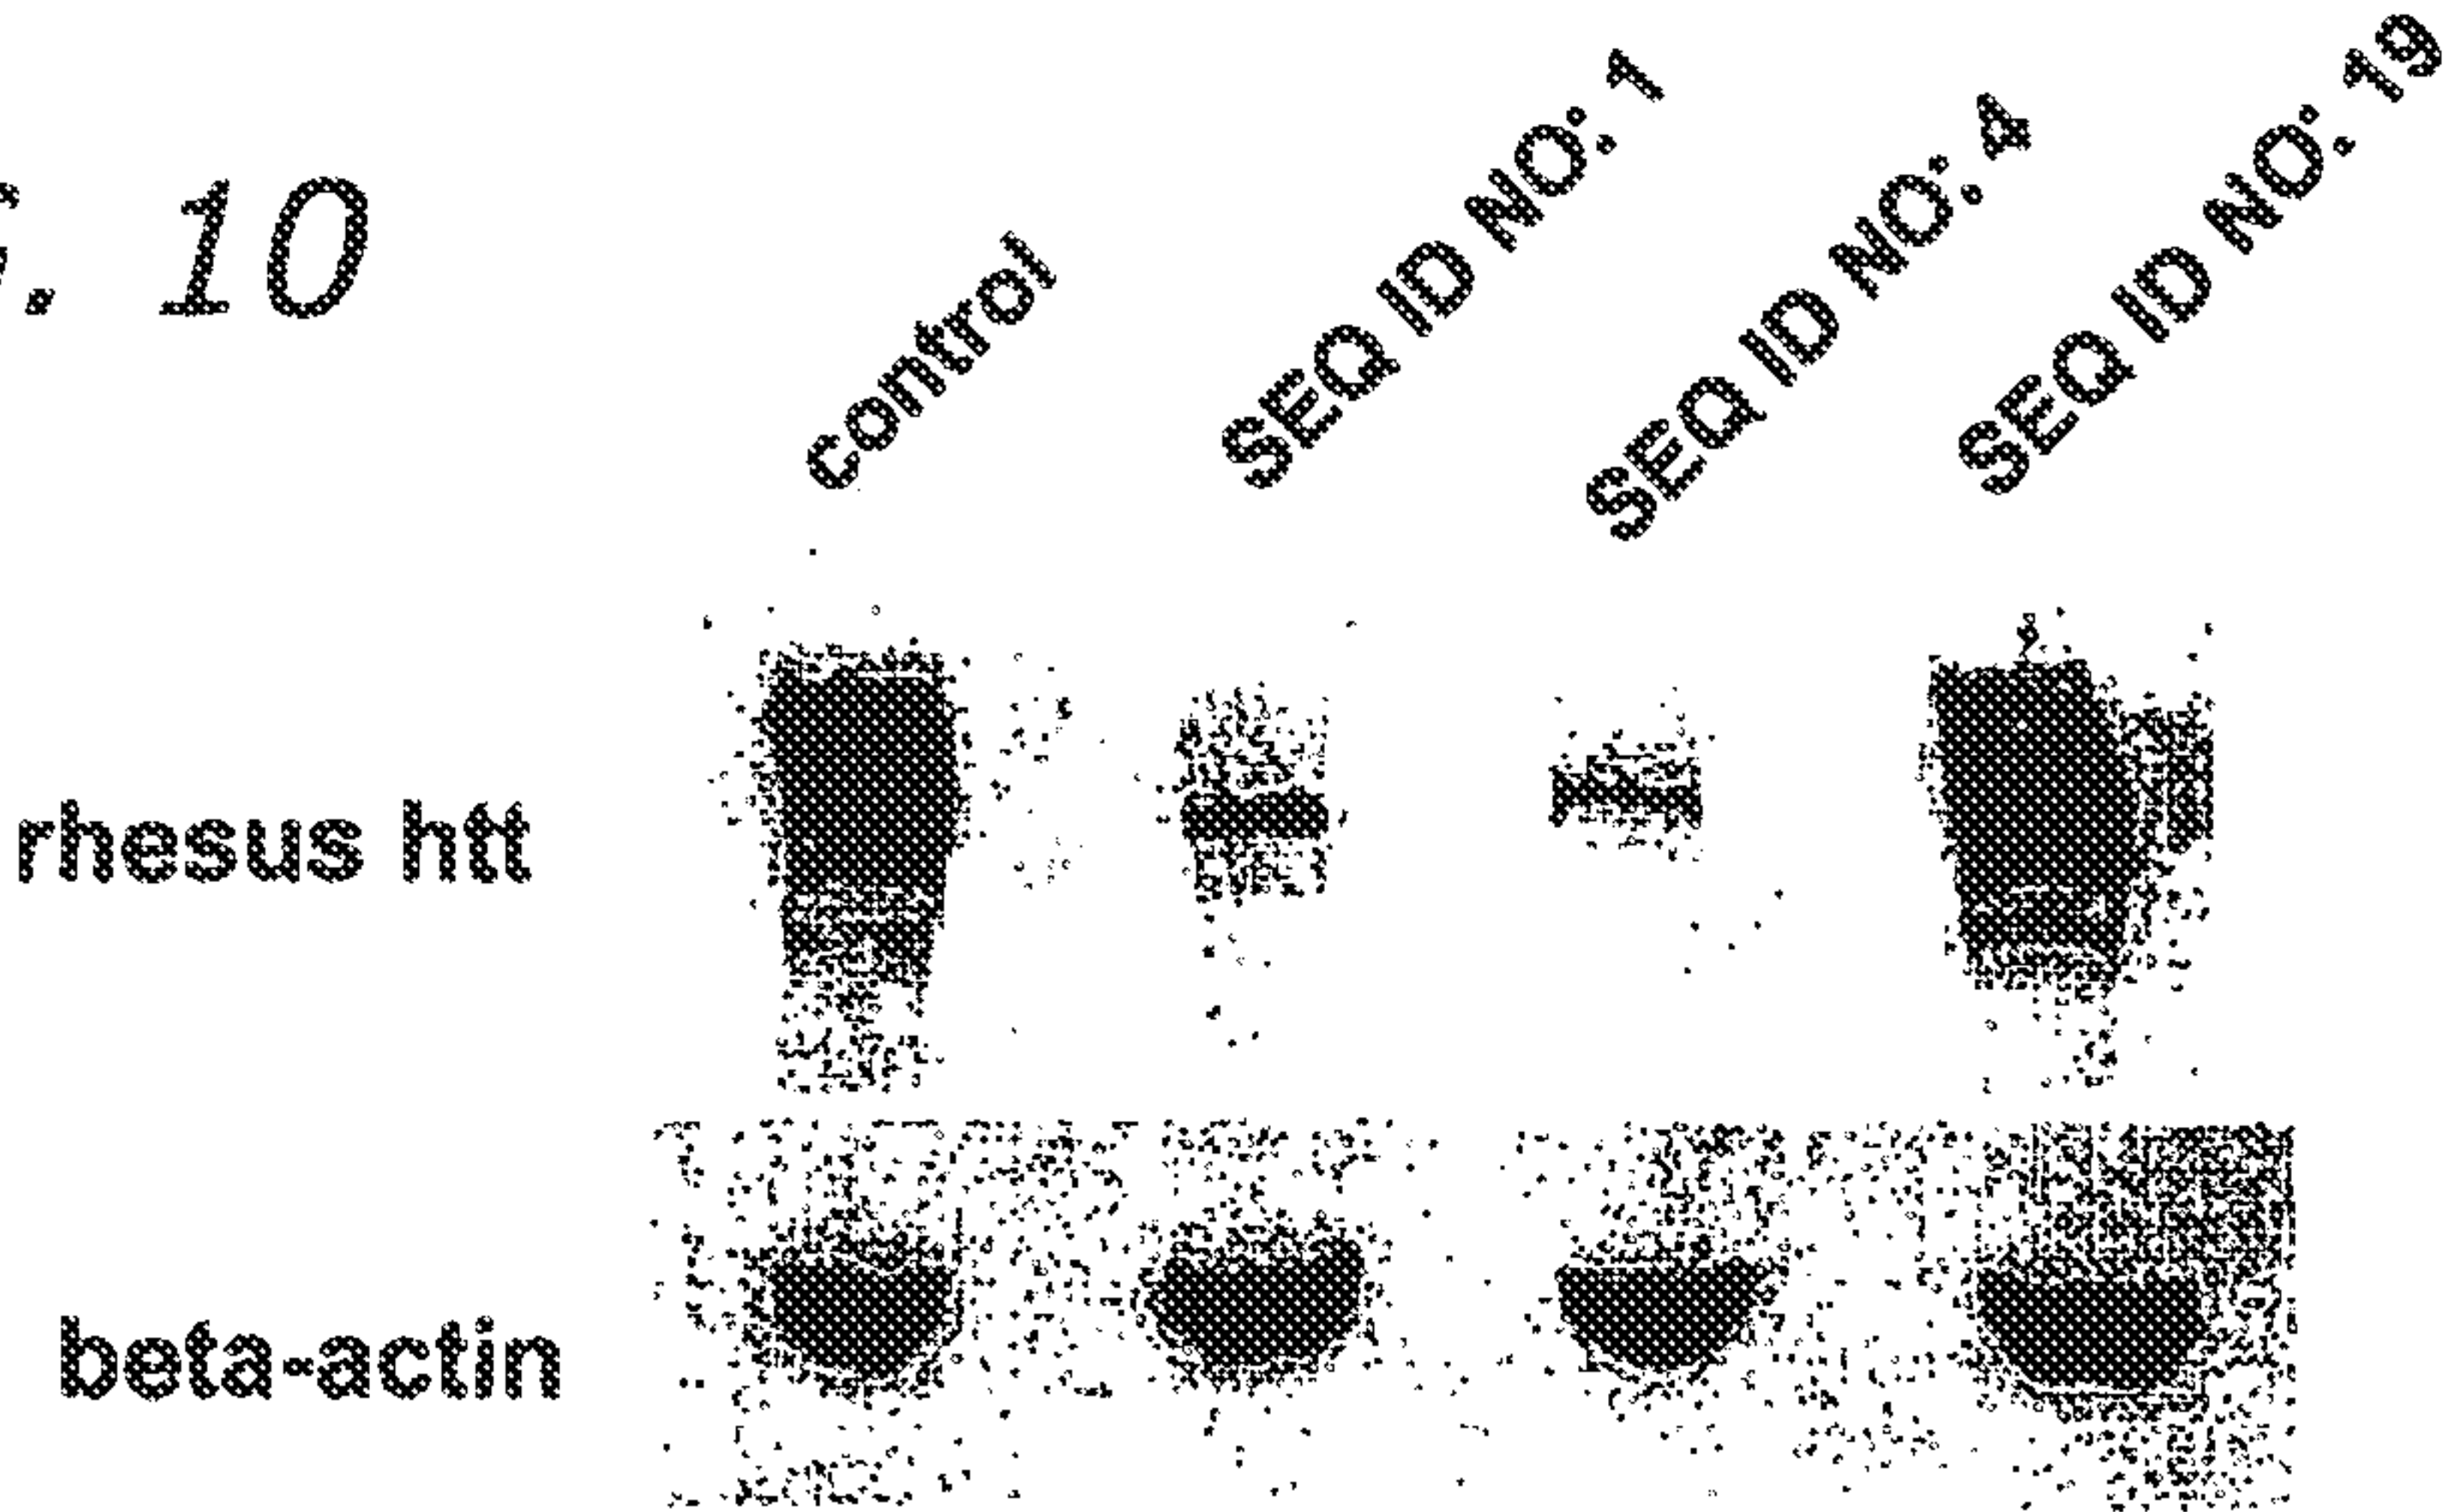 10
control
SEQ ID NO: 1
SEQ ID NO: 4
SEQ ID NO: 19
rhesus htt
beta-actin